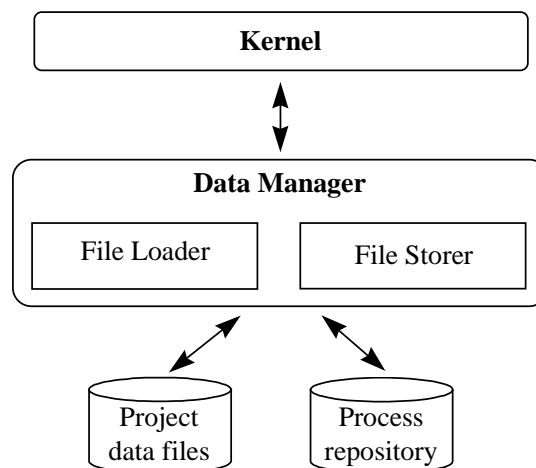 Kernel
Data Manager
File Loader
File Storer
Project
data files
Process
repository